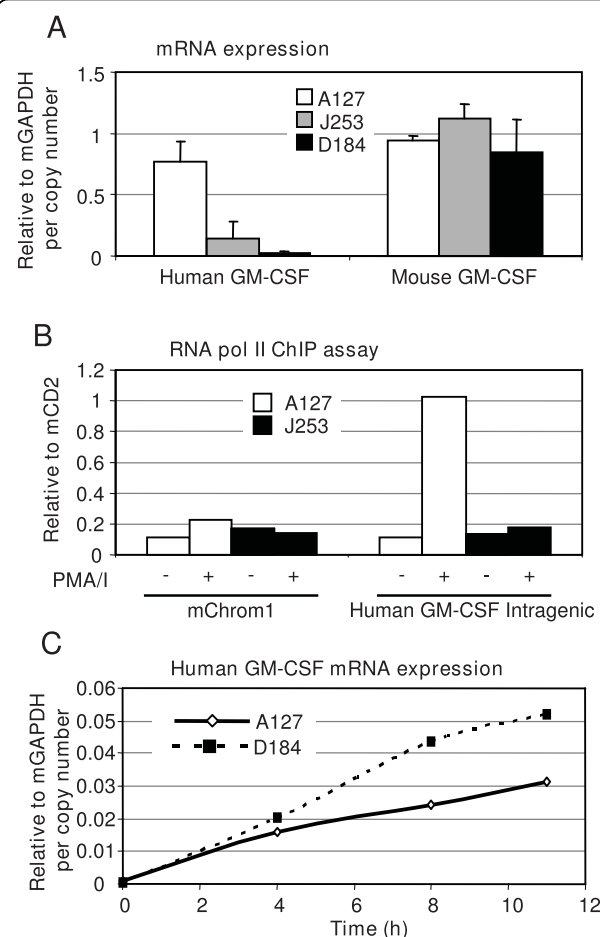 A
mRNA expression
Relative to mGAPDH
per copy number
1.5
1
0.5
0
A127
J253
D184
Human GM-CSF
Mouse GM-CSF
B
RNA pol II ChIP assay
Relative to mCD2
1.2
1
0.8
0.6
0.4
0.2
0
A127
J253
PMA/I - + - + - + - +
mChrom1
Human GM-CSF Intragenic
C
Human GM-CSF mRNA expression
Relative to mGAPDH
per copy number
0.06
0.05
0.04
0.03
0.02
0.01
0
A127
D184
0 2 4 6 8 10 12
Time (h)